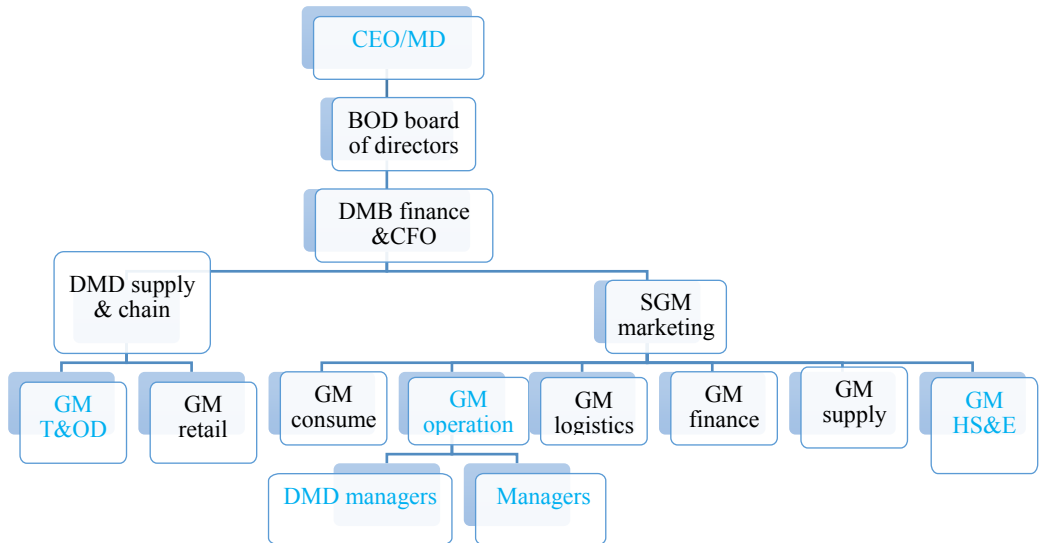 CEO/MD
BOD board
of directors
DMB finance
&CFO
DMD supply
& chain
SGM
marketing
GM
T&OD
GM
retail
GM
consume
GM
operation
GM
logistics
GM
finance
GM
supply
GM
HS&E
DMD managers
Managers